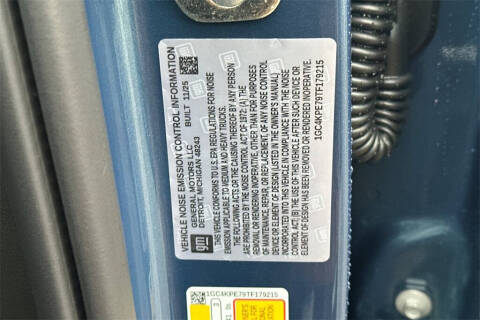 VEHICLE NOISE EMISSION CONTROL INFORMATION
BUILT 11/25
GENERAL MOTORS LLC
DETROIT, MICHIGAN 48243
gm
THIS VEHICLE CONFORMS TO U.S. EPA REGULATIONS FOR NOISE
EMISSION APPLICABLE TO MEDIUM AND HEAVY TRUCKS.
THE FOLLOWING ACTS OR THE CAUSING THEREOF BY ANY PERSON
ARE PROHIBITED BY THE NOISE CONTROL ACT OF 1972: (A) THE
REMOVAL OR RENDERING INOPERATIVE, OTHER THAN FOR PURPOSES
OF MAINTENANCE, REPAIR, OR REPLACEMENT, OF ANY NOISE CONTROL
DEVICE OR ELEMENT OF DESIGN (LISTED IN THE OWNER'S MANUAL)
INCORPORATED INTO THIS VEHICLE IN COMPLIANCE WITH THE NOISE
CONTROL ACT; (B) THE USE OF THIS VEHICLE AFTER SUCH DEVICE OR
ELEMENT OF DESIGN HAS BEEN REMOVED OR RENDERED INOPERATIVE.
1GC4KPE79TF179215
1GC4KPE79TF179215